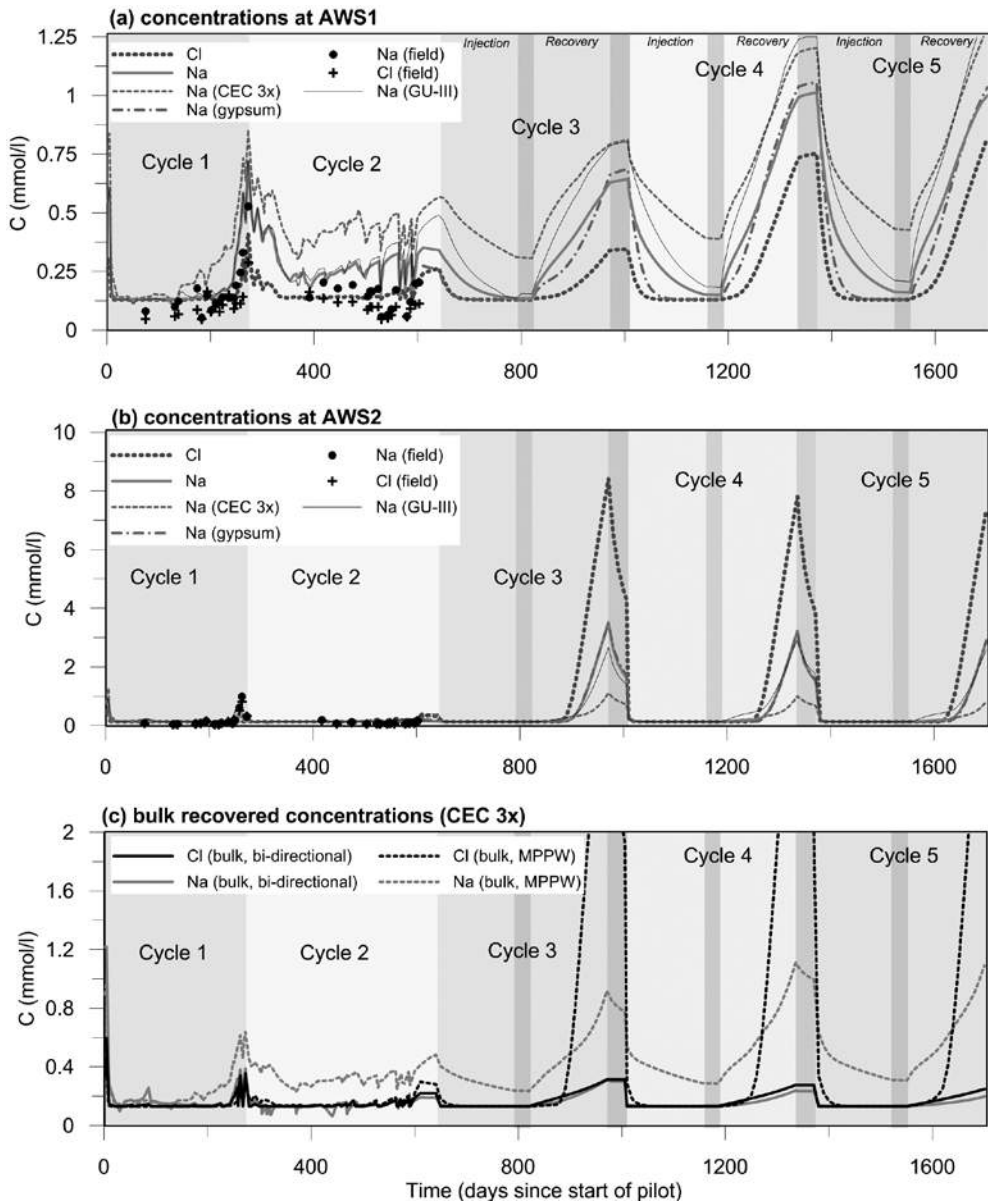 (a) concentrations at AWS1
C (mmol/l)
1.25
1
0.75
0.5
0.25
0
Cl
Na
Na (CEC 3x)
Na (gypsum)
Na (field)
Cl (field)
Na (GU-III)
Injection Recovery Injection Recovery Injection Recovery
Cycle 1
Cycle 2
Cycle 3
Cycle 4
Cycle 5
0 400 800 1200 1600
(b) concentrations at AWS2
C (mmol/l)
10
8
6
4
2
0
Cl
Na
Na (CEC 3x)
Na (gypsum)
Na (field)
Cl (field)
Na (GU-III)
Cycle 1
Cycle 2
Cycle 3
Cycle 4
Cycle 5
0 400 800 1200 1600
(c) bulk recovered concentrations (CEC 3x)
C (mmol/l)
2
1.6
1.2
0.8
0.4
0
Cl (bulk, bi-directional)
Na (bulk, bi-directional)
Cl (bulk, MPPW)
Na (bulk, MPPW)
Cycle 1
Cycle 2
Cycle 3
Cycle 4
Cycle 5
0 400 800 1200 1600
Time (days since start of pilot)